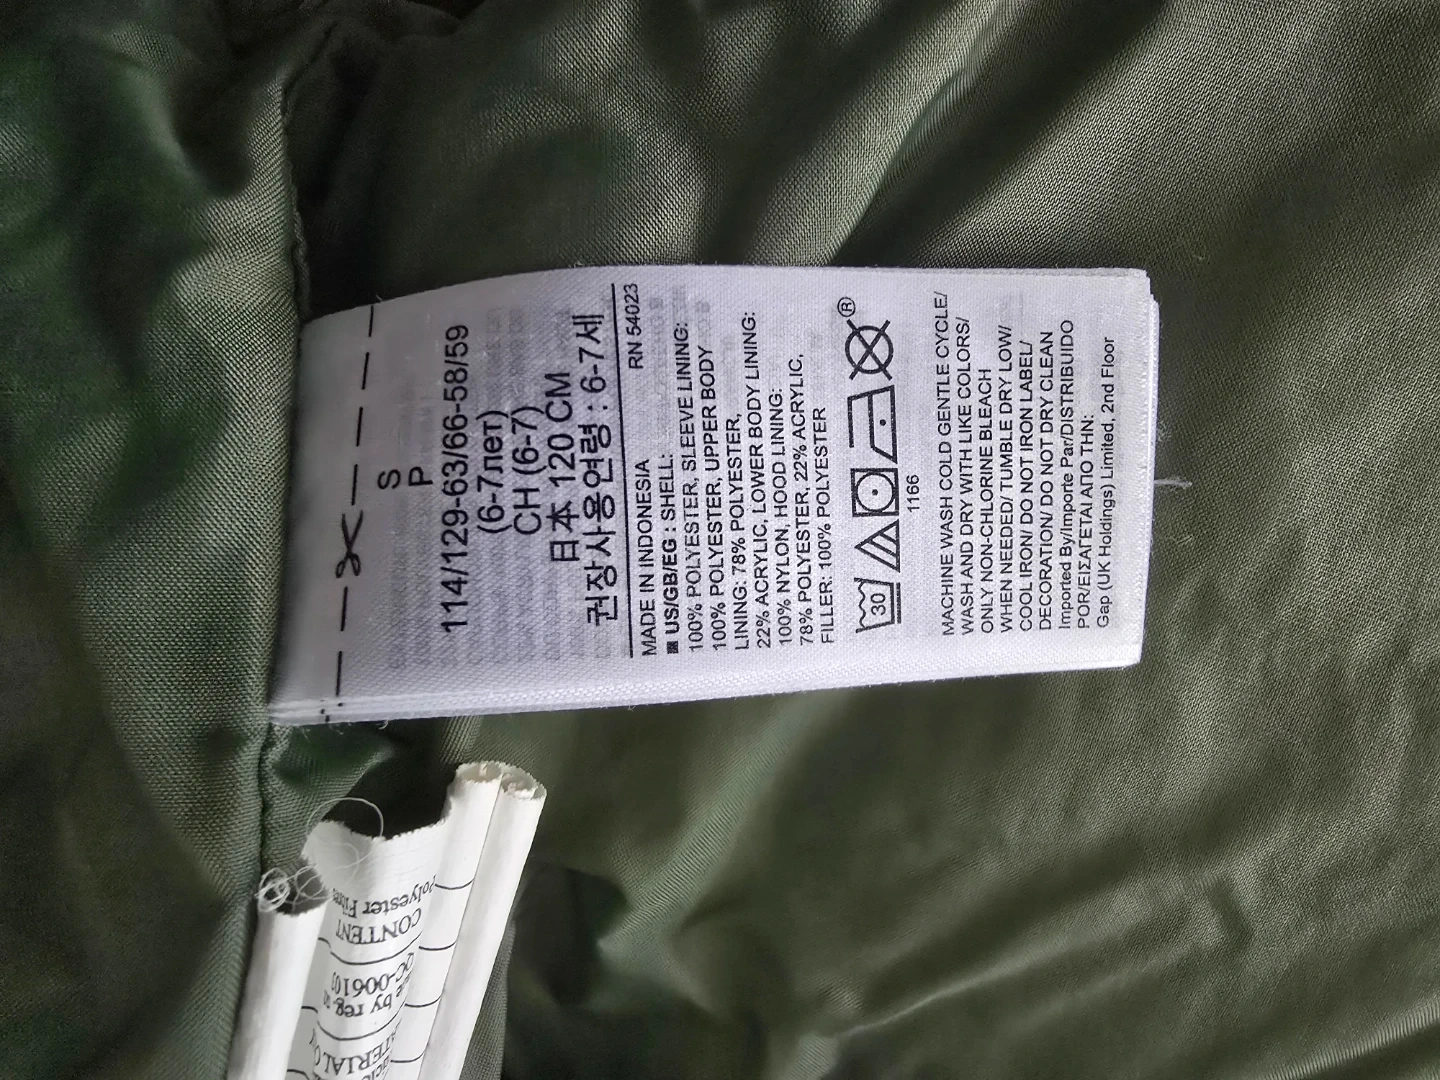 S
P
114/129-63/66-58/59
(6-7лет)
CH (6-7)
日本 120 CM
권장사용연령 : 6-7세
RN 54023
MADE IN INDONESIA
■ US/GB/EG : SHELL:
100% POLYESTER, SLEEVE LINING:
100% POLYESTER, UPPER BODY
LINING: 78% POLYESTER,
22% ACRYLIC, LOWER BODY LINING:
100% NYLON, HOOD LINING:
78% POLYESTER, 22% ACRYLIC,
FILLER: 100% POLYESTER
30
®
1166
MACHINE WASH COLD GENTLE CYCLE/
WASH AND DRY WITH LIKE COLORS/
ONLY NON-CHLORINE BLEACH
WHEN NEEDED/ TUMBLE DRY LOW/
COOL IRON/ DO NOT IRON LABEL/
DECORATION/ DO NOT DRY CLEAN
Imported By/Importe Par/DISTRIBUIDO
POR/ΕΙΣΑΓΕΤΑΙ ΑΠΟ ΤΗΝ:
Gap (UK Holdings) Limited, 2nd Floor
by reg.
CONTENT
Polyester